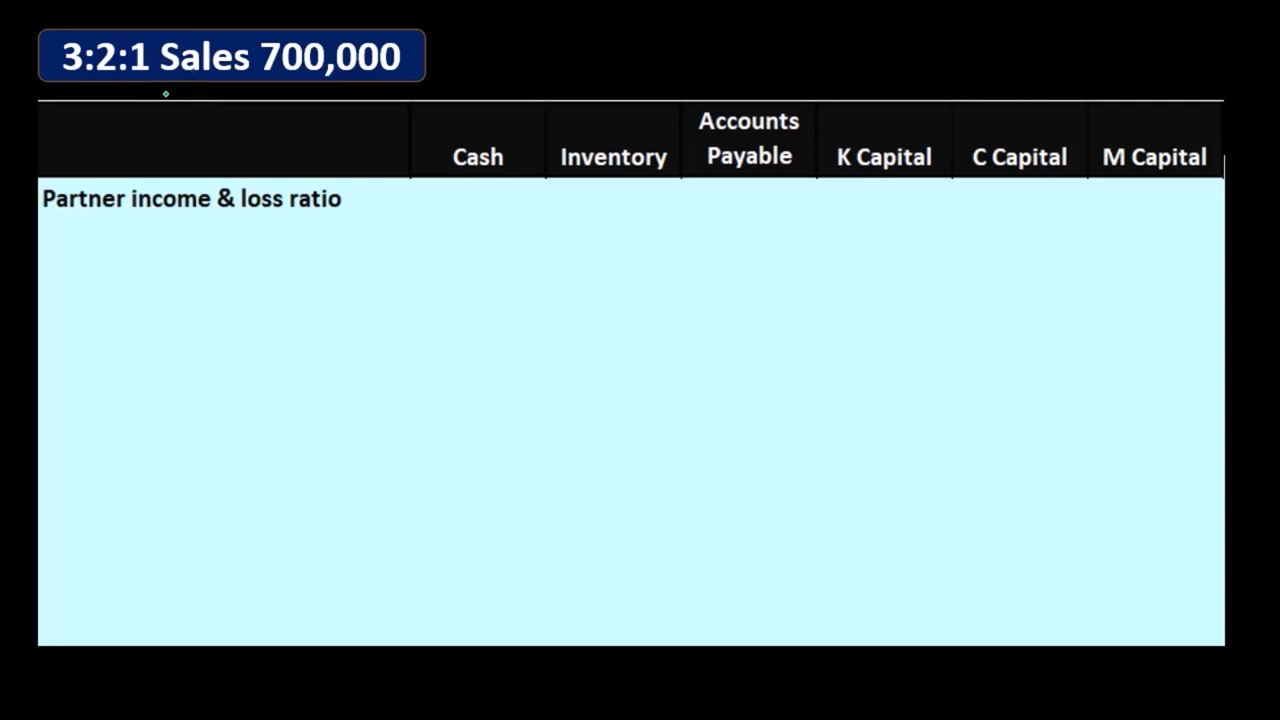 3:2:1 Sales 700,000
Accounts
Cash Inventory Payable K Capital C Capital M Capital
Partner income & loss ratio